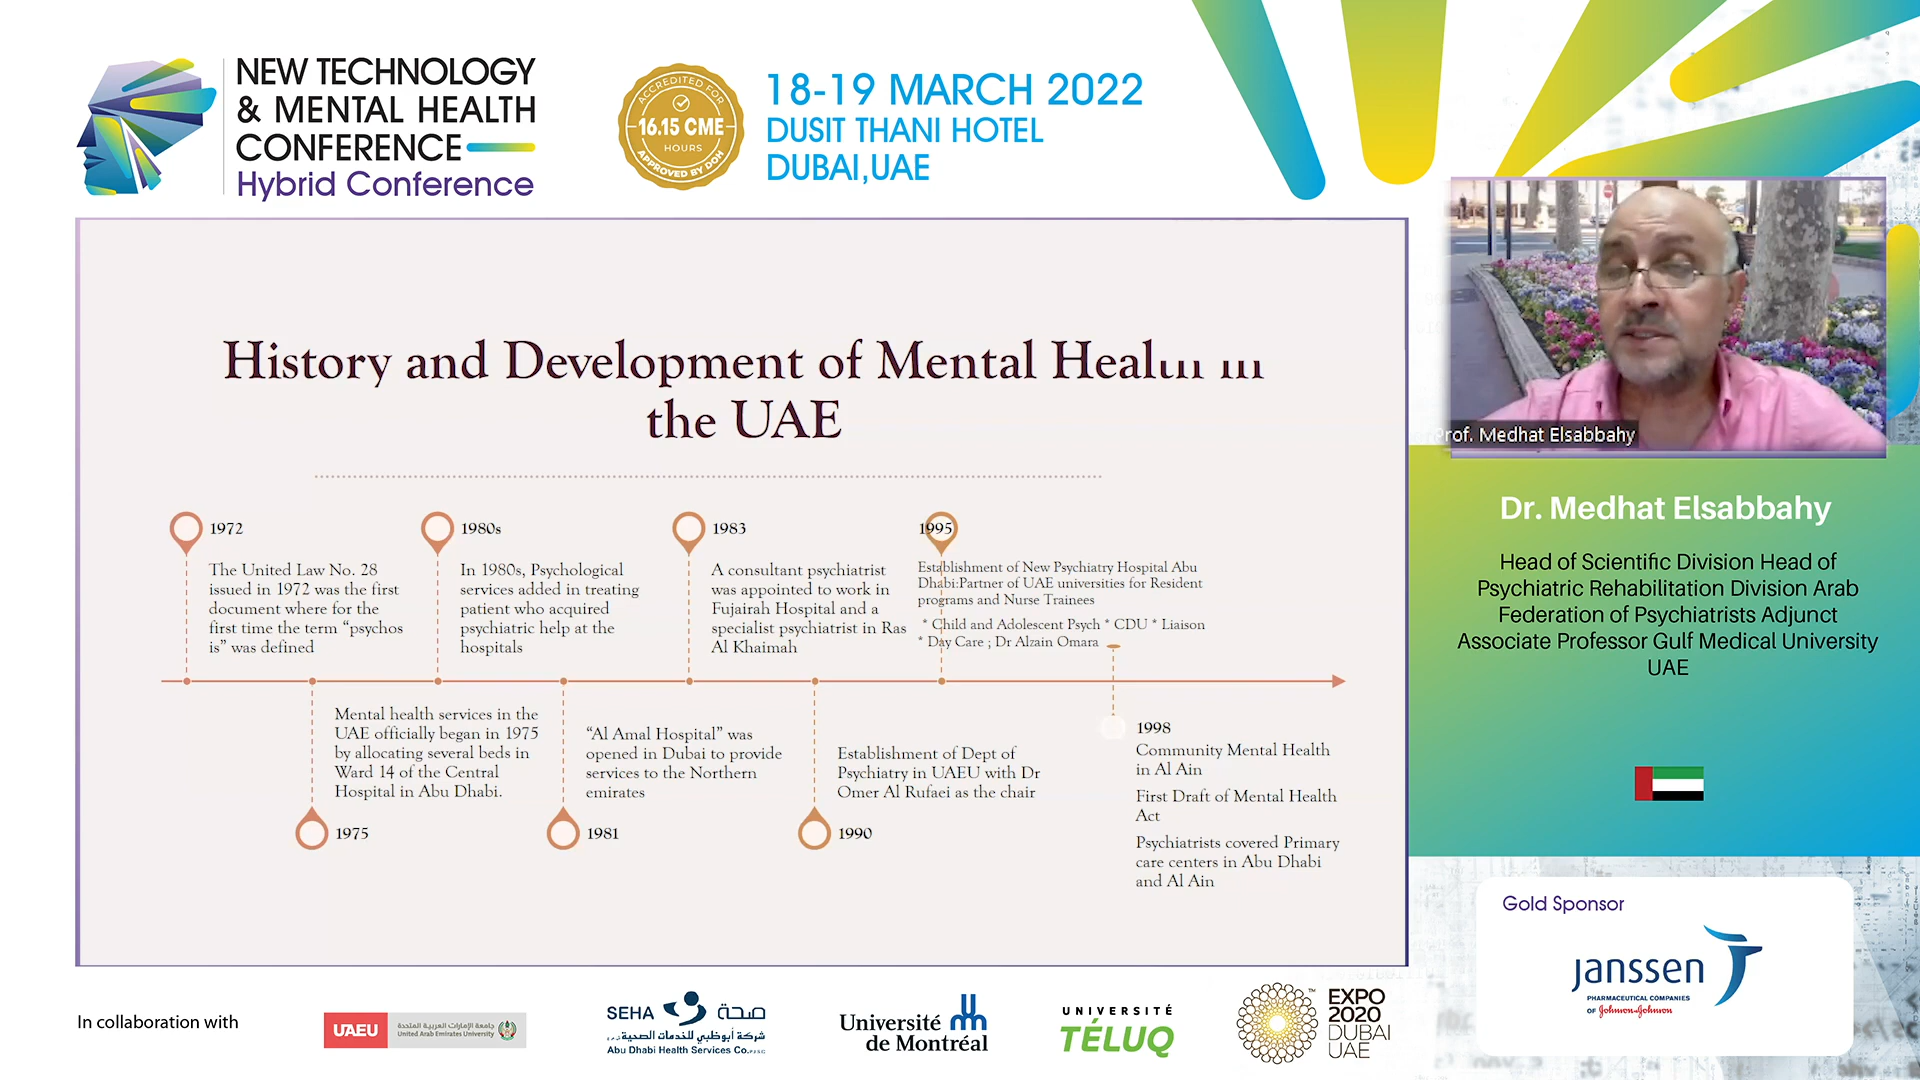 NEW TECHNOLOGY
& MENTAL HEALTH
CONFERENCE
Hybrid Conference
ACCREDITED FOR
16.15 CME
HOURS
APPROVED BY DOH
18-19 MARCH 2022
DUSIT THANI HOTEL
DUBAI,UAE
History and Development of Mental Health in
the UAE
1972
The United Law No. 28
issued in 1972 was the first
document where for the
first time the term “psychos
is” was defined
1980s
In 1980s, Psychological
services added in treating
patient who acquired
psychiatric help at the
hospitals
1983
A consultant psychiatrist
was appointed to work in
Fujairah Hospital and a
specialist psychiatrist in Ras
Al Khaimah
1995
Establishment of New Psychiatry Hospital Abu
Dhabi:Partner of UAE universities for Resident
programs and Nurse Trainees
* Child and Adolescent Psych * CDU * Liaison
* Day Care ; Dr Alzain Omara
Mental health services in the
UAE officially began in 1975
by allocating several beds in
Ward 14 of the Central
Hospital in Abu Dhabi.
1975
“Al Amal Hospital” was
opened in Dubai to provide
services to the Northern
emirates
1981
Establishment of Dept of
Psychiatry in UAEU with Dr
Omer Al Rufaei as the chair
1990
1998
Community Mental Health
in Al Ain
First Draft of Mental Health
Act
Psychiatrists covered Primary
care centers in Abu Dhabi
and Al Ain
Prof. Medhat Elsabbahy
Dr. Medhat Elsabbahy
Head of Scientific Division Head of
Psychiatric Rehabilitation Division Arab
Federation of Psychiatrists Adjunct
Associate Professor Gulf Medical University
UAE
Gold Sponsor
janssen
PHARMACEUTICAL COMPANIES
OF Johnson&Johnson
In collaboration with
UAEU
جامعة الإمارات العربية المتحدة
United Arab Emirates University
SEHA صحة
شركة أبوظبي للخدمات الصحية
Abu Dhabi Health Services Co.
Université
de Montréal
UNIVERSITÉ
TÉLUQ
EXPO
2020
DUBAI
UAE